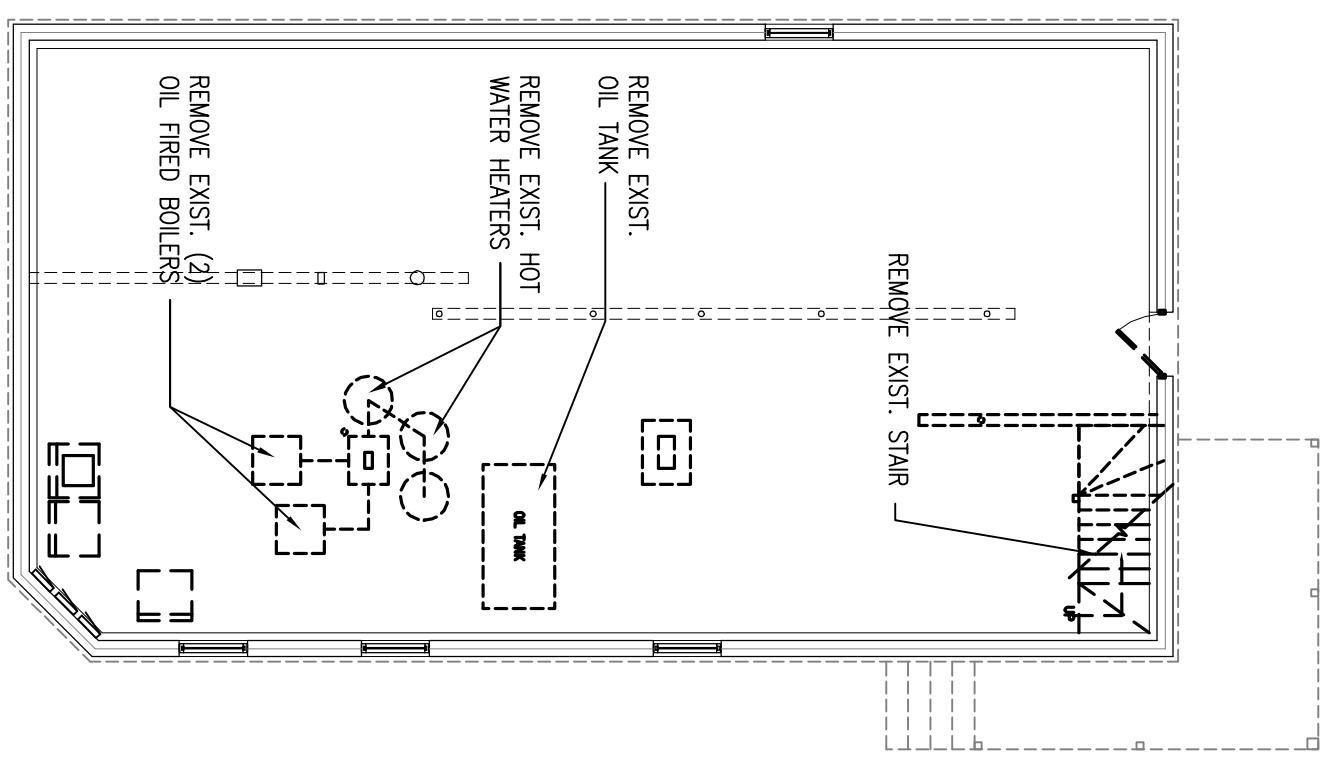 REMOVE EXIST. STAIR
REMOVE EXIST.
OIL TANK
REMOVE EXIST. HOT
WATER HEATERS
REMOVE EXIST. (2)
OIL FIRED BOILERS
OIL TANK
UP